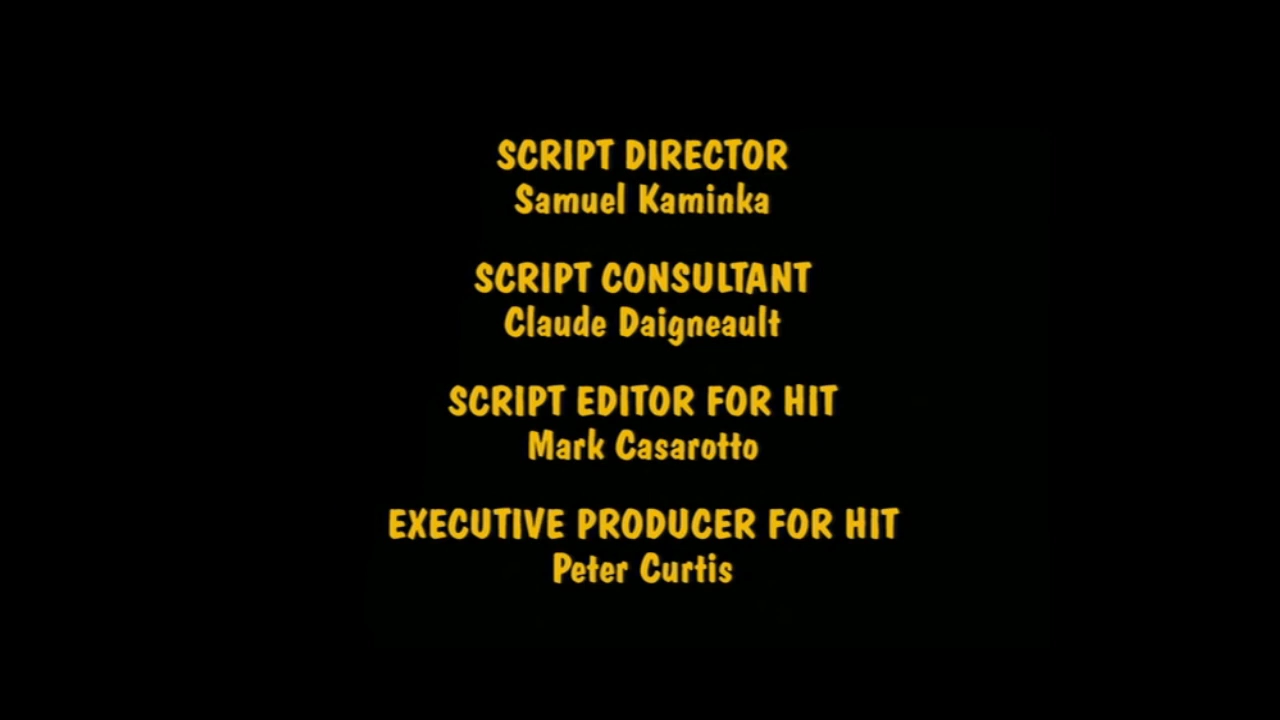 SCRIPT DIRECTOR
Samuel Kaminka
SCRIPT CONSULTANT
Claude Daigneault
SCRIPT EDITOR FOR HIT
Mark Casarotto
EXECUTIVE PRODUCER FOR HIT
Peter Curtis